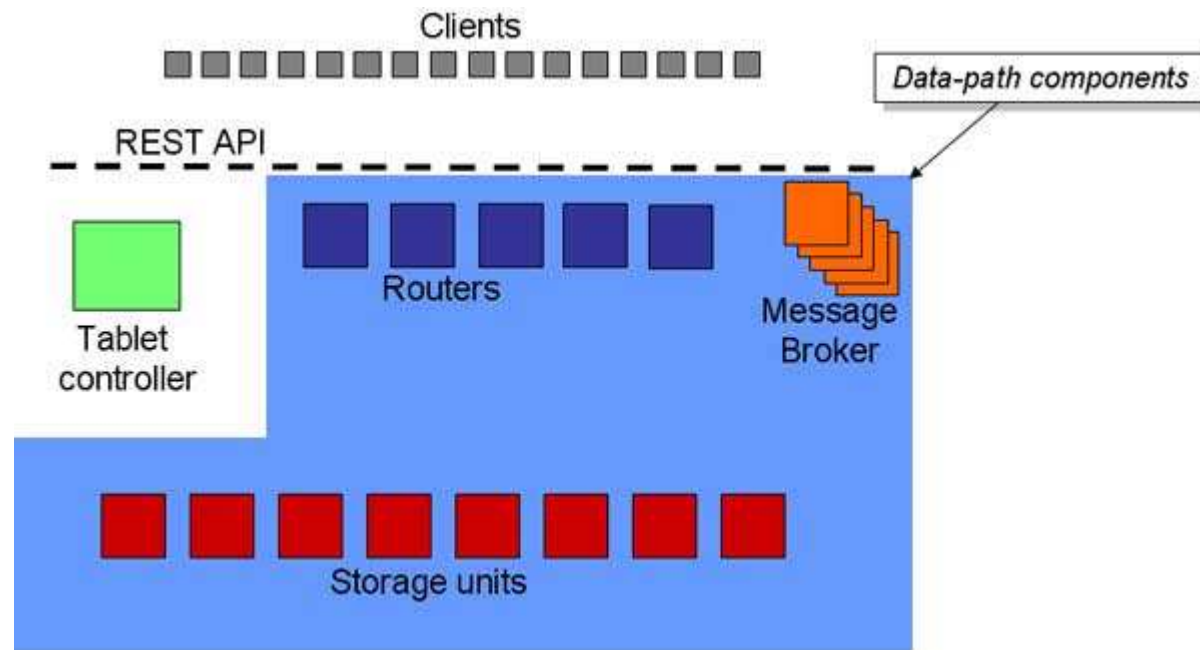 Clients
Data-path components
REST API
Routers
Message
Broker
Tablet
controller
Storage units